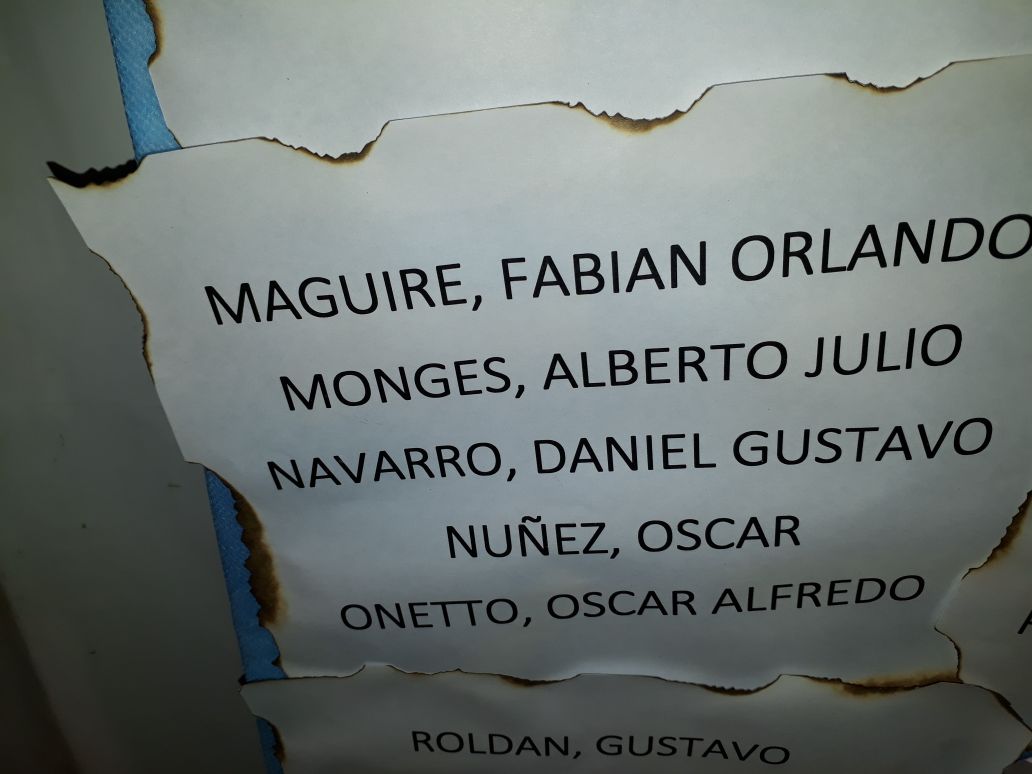 MAGUIRE, FABIAN ORLANDO
MONGES, ALBERTO JULIO
NAVARRO, DANIEL GUSTAVO
NUÑEZ, OSCAR
ONETTO, OSCAR ALFREDO
ROLDAN, GUSTAVO